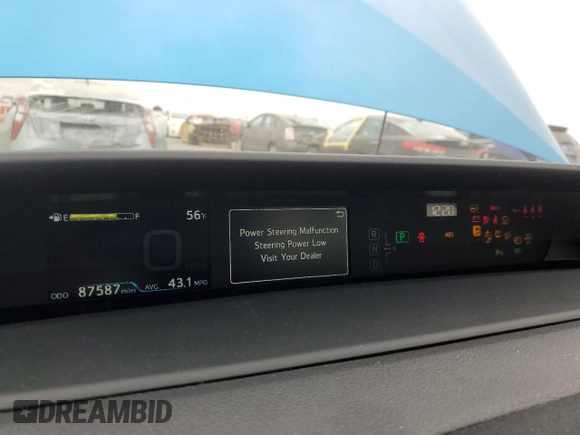 E F 56°F
Power Steering Malfunction
Steering Power Low
Visit Your Dealer
12:20
R
N
D
P
ABS
0
ODO 87587 miles AVG 43.1 MPG
DREAMBID